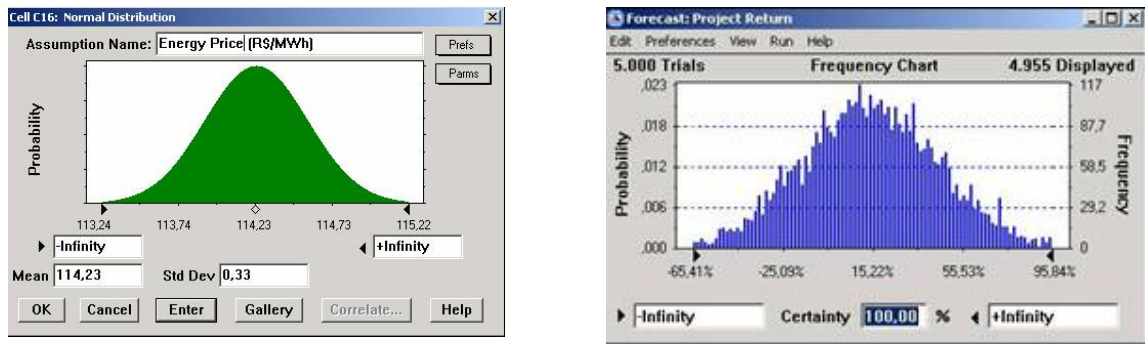 Cell C16: Normal Distribution
Assumption Name: Energy Price (R$/MWh)
Prefs
Parms
Probability
113,24 113,74 114,23 114,73 115,22
-Infinity +Infinity
Mean 114,23 Std Dev 0,33
OK Cancel Enter Gallery Correlate... Help
Forecast: Project Return
Edit Preferences View Run Help
5.000 Trials Frequency Chart 4.955 Displayed
,023 117
,018 87,7
,012 58,5
,006 29,2
,000 0
Probability
Frequency
-65,41% -25,09% 15,22% 55,53% 95,84%
-Infinity Certainty 100,00 % +Infinity